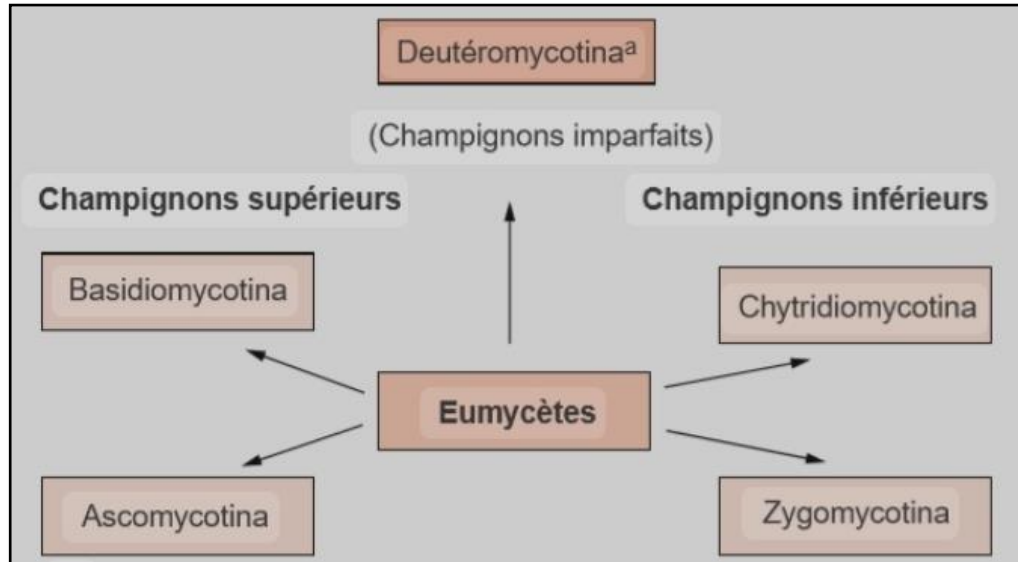 Deutéromycotinaᵃ
(Champignons imparfaits)
Champignons supérieurs
Champignons inférieurs
Basidiomycotina
Chytridiomycotina
Eumycètes
Ascomycotina
Zygomycotina